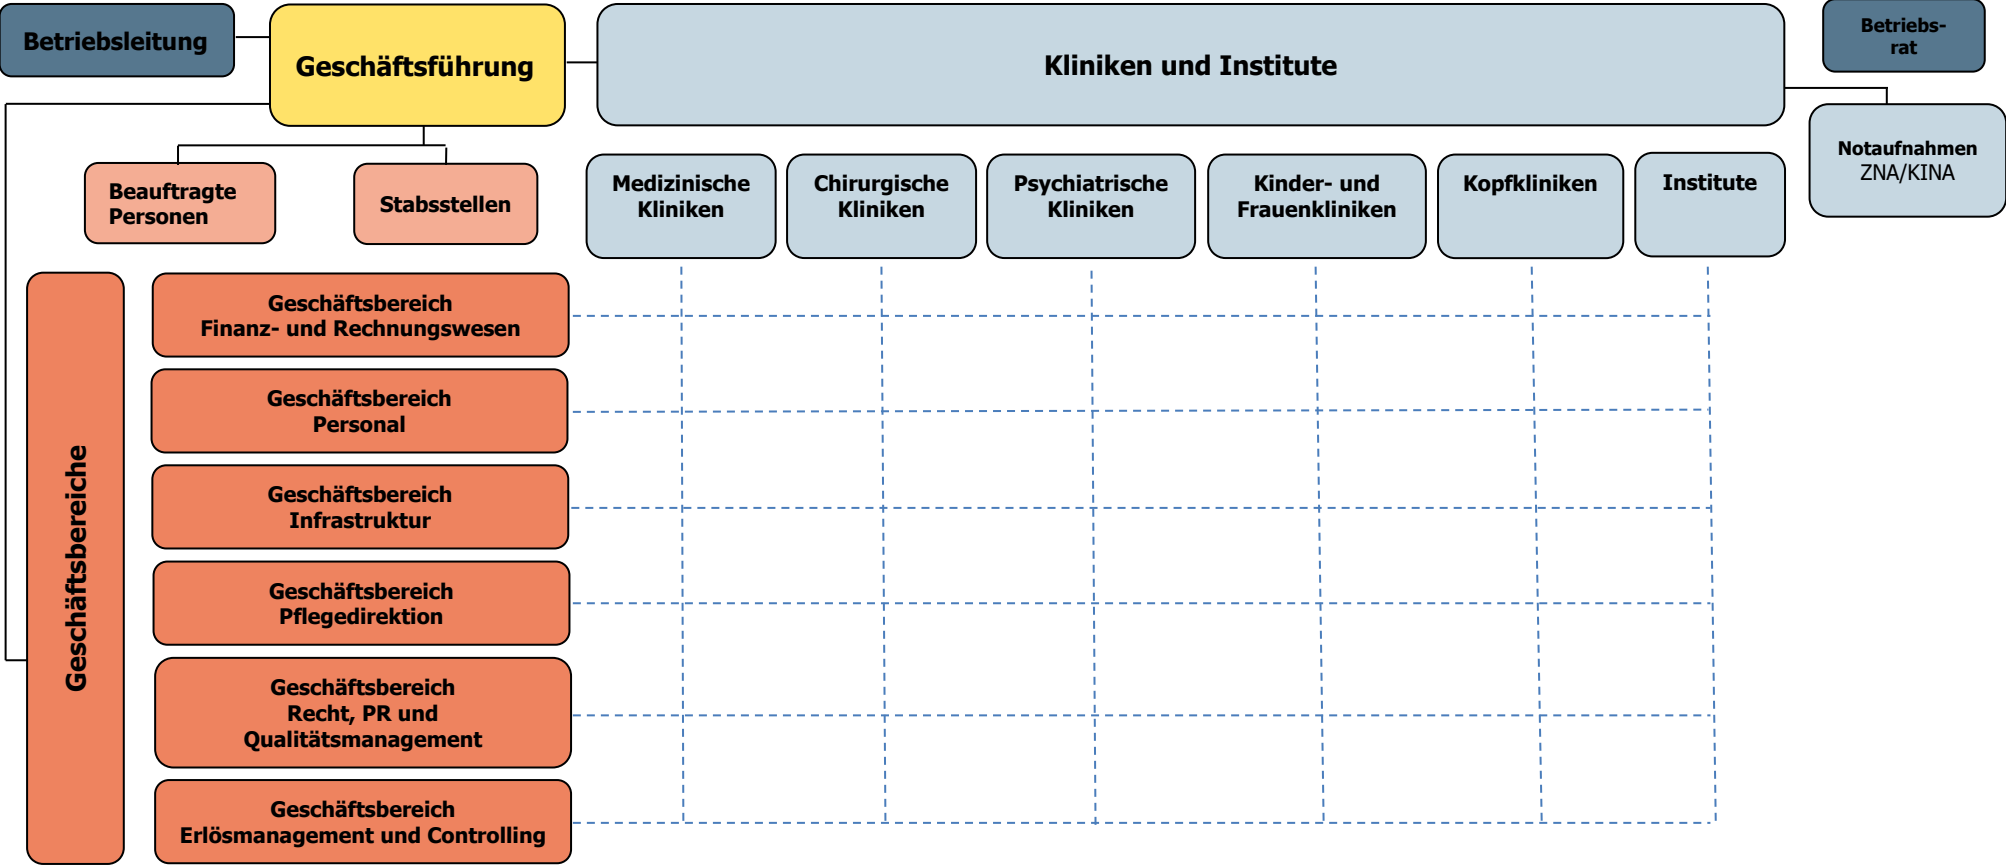 Betriebsleitung
Geschäftsführung
Kliniken und Institute
Betriebs-
rat
Notaufnahmen
ZNA/KINA
Beauftragte
Personen
Stabsstellen
Medizinische
Kliniken
Chirurgische
Kliniken
Psychiatrische
Kliniken
Kinder- und
Frauenkliniken
Kopfkliniken
Institute
Geschäftsbereiche
Geschäftsbereich
Finanz- und Rechnungswesen
Geschäftsbereich
Personal
Geschäftsbereich
Infrastruktur
Geschäftsbereich
Pflegedirektion
Geschäftsbereich
Recht, PR und
Qualitätsmanagement
Geschäftsbereich
Erlösmanagement und Controlling